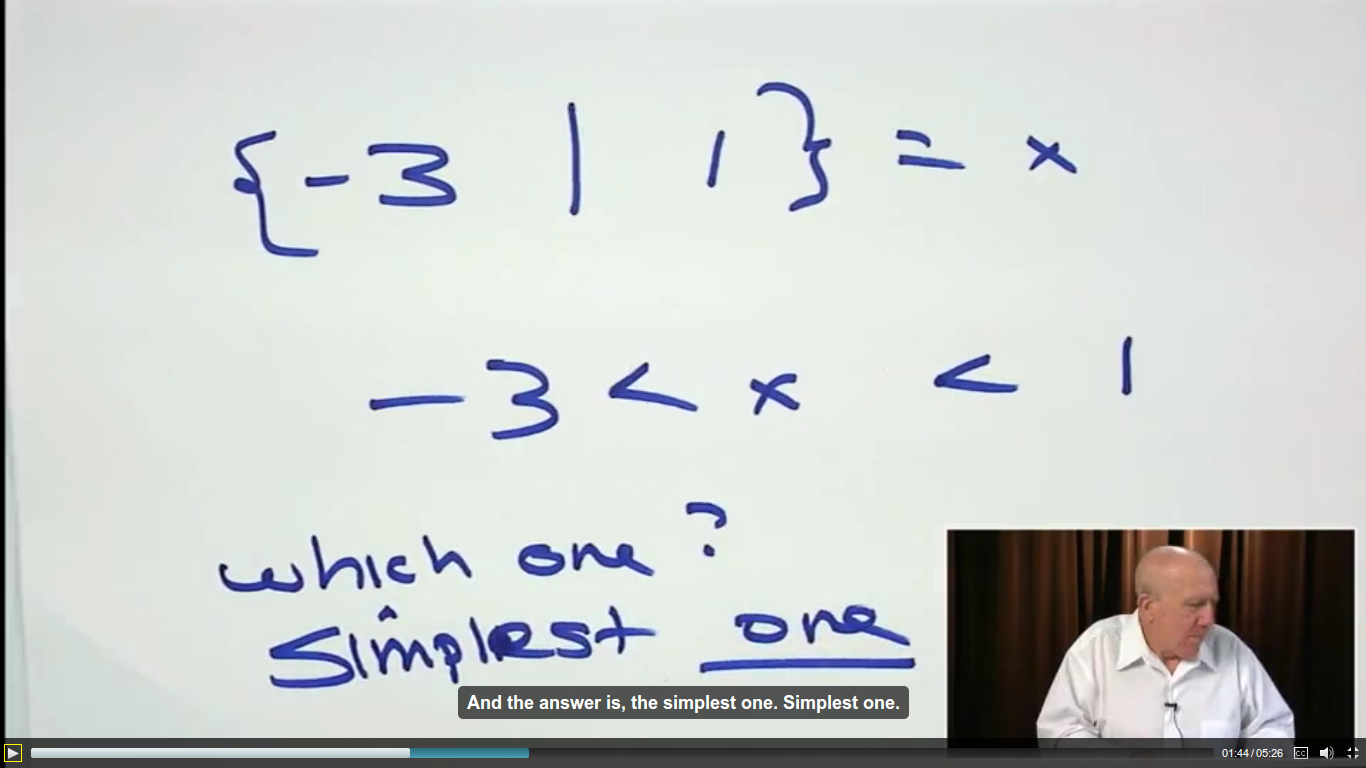 {-3 | 1} = x
-3 < x < 1
which one?
simplest one
And the answer is, the simplest one. Simplest one.
01:44/05:26 CC